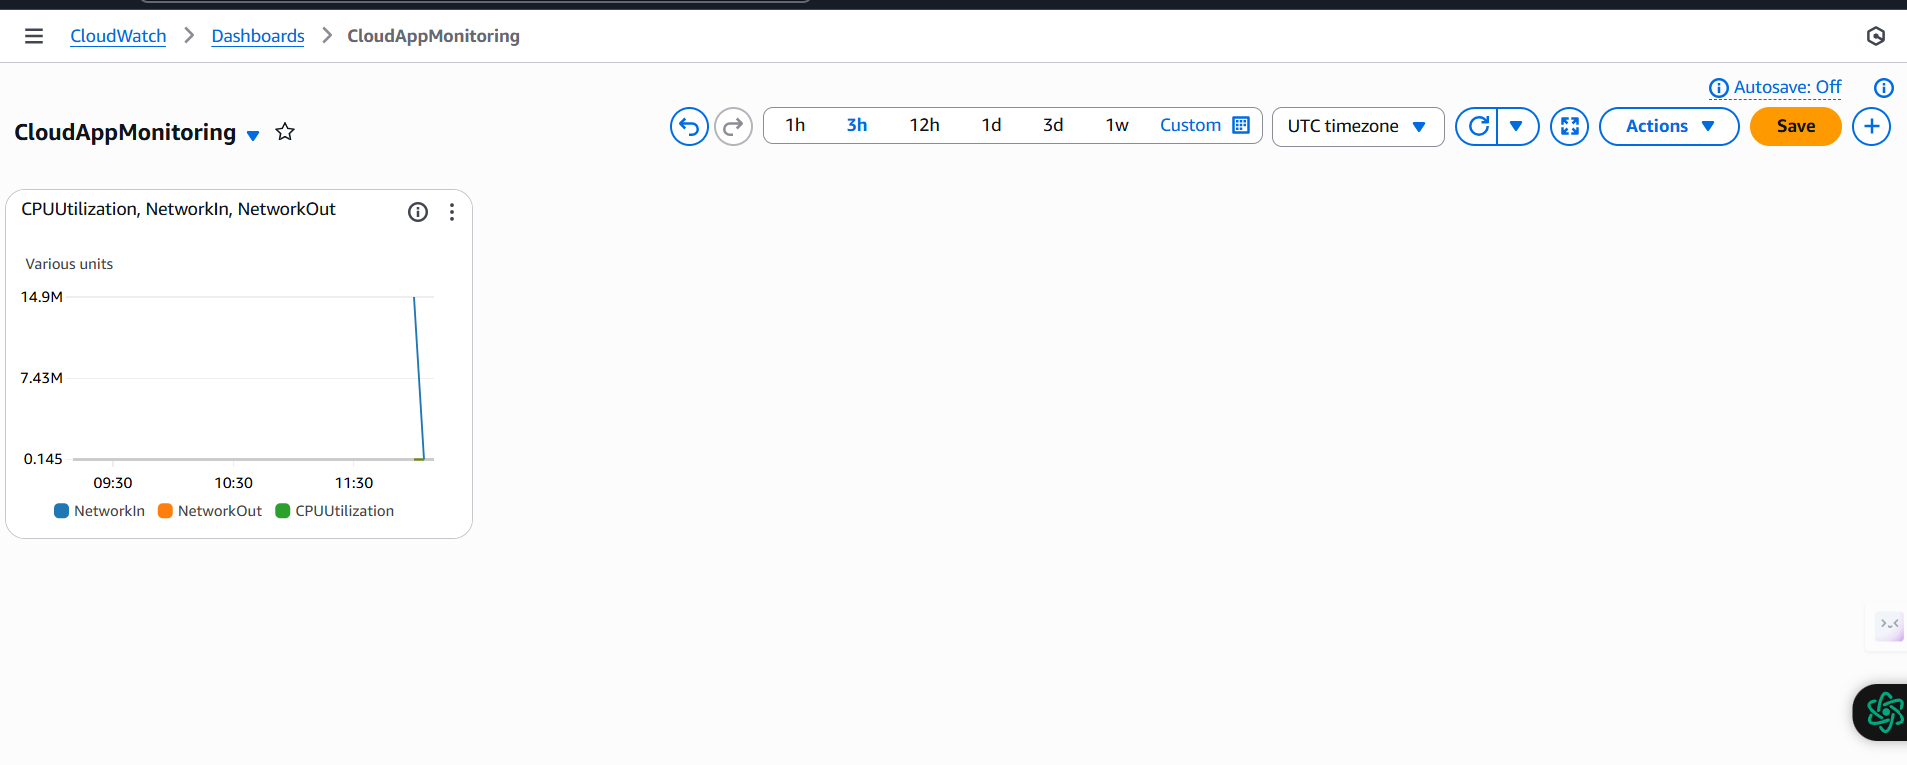 CloudWatch > Dashboards > CloudAppMonitoring
Autosave: Off
CloudAppMonitoring
1h 3h 12h 1d 3d 1w Custom
UTC timezone
Actions
Save
CPUUtilization, NetworkIn, NetworkOut
Various units
14.9M
7.43M
0.145
09:30 10:30 11:30
NetworkIn NetworkOut CPUUtilization